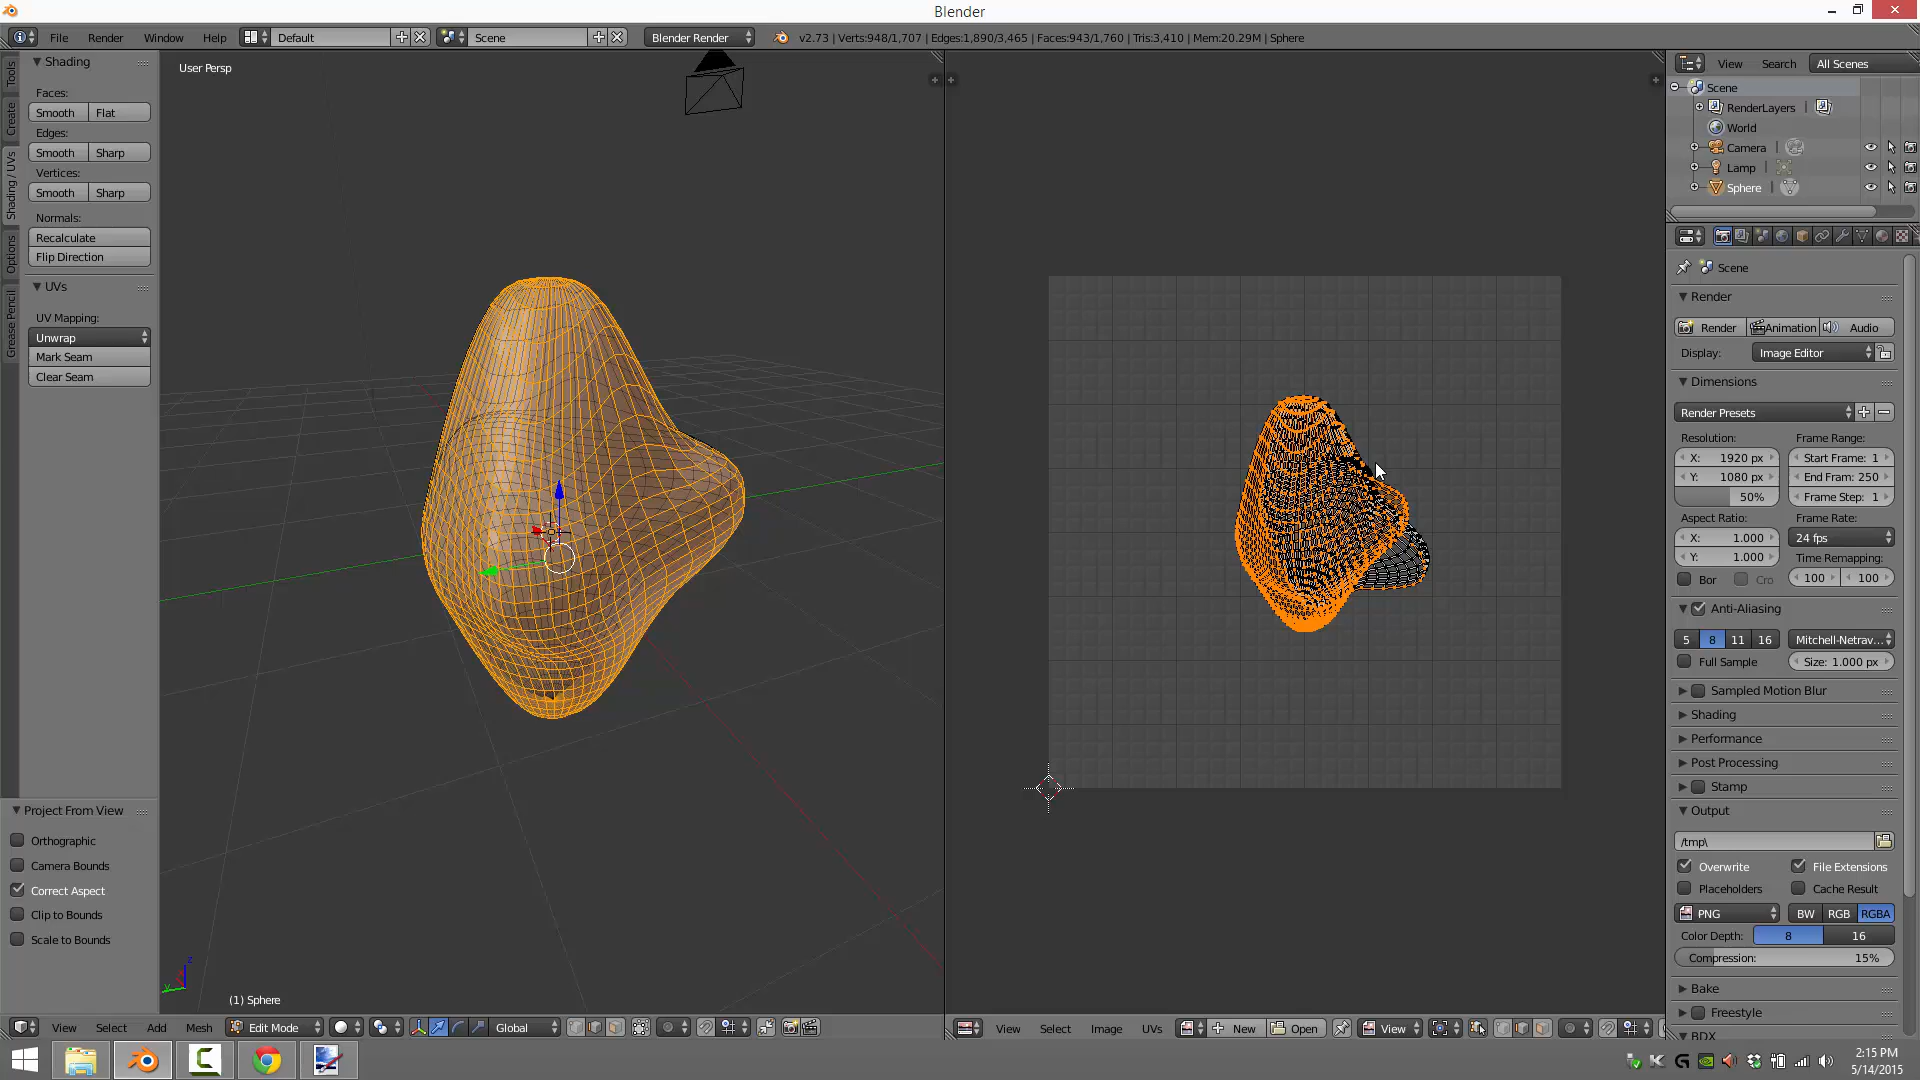 Blender
File Render Window Help Default Scene Blender Render v2.73 | Verts:948/1,707 | Edges:1,890/3,465 | Faces:943/1,760 | Tris:3,410 | Mem:20.29M | Sphere
Tools
Create
Shading / UVs
Options
Grease Pencil
Shading
Faces:
Smooth Flat
Edges:
Smooth Sharp
Vertices:
Smooth Sharp
Normals:
Recalculate
Flip Direction
UVs
UV Mapping:
Unwrap
Mark Seam
Clear Seam
Project From View
Orthographic
Camera Bounds
Correct Aspect
Clip to Bounds
Scale to Bounds
User Persp
(1) Sphere
View Select Add Mesh Edit Mode Global
View Select Image UVs New Open View
View Search All Scenes
Scene
RenderLayers
World
Camera
Lamp
Sphere
Scene
Render
Render Animation Audio
Display: Image Editor
Dimensions
Render Presets
Resolution: Frame Range:
X: 1920 px Start Frame: 1
Y: 1080 px End Fram: 250
50% Frame Step: 1
Aspect Ratio: Frame Rate:
X: 1.000 24 fps
Y: 1.000 Time Remapping:
Bor Cro 100 100
Anti-Aliasing
5 8 11 16 Mitchell-Netrav...
Full Sample Size: 1.000 px
Sampled Motion Blur
Shading
Performance
Post Processing
Stamp
Output
/tmp\
Overwrite File Extensions
Placeholders Cache Result
PNG BW RGB RGBA
Color Depth: 8 16
Compression: 15%
Bake
Freestyle
BDX
2:15 PM
5/14/2015